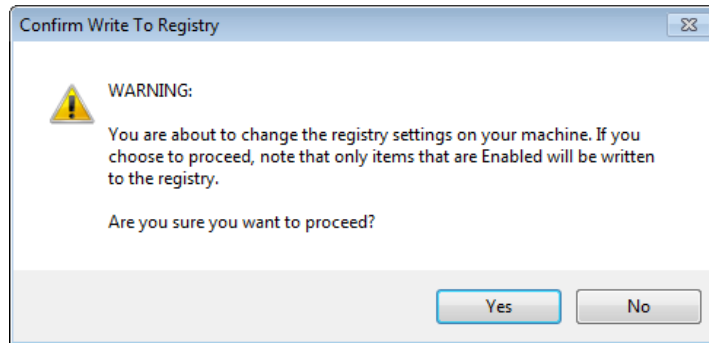 Confirm Write To Registry
WARNING:
You are about to change the registry settings on your machine. If you
choose to proceed, note that only items that are Enabled will be written
to the registry.
Are you sure you want to proceed?
Yes
No